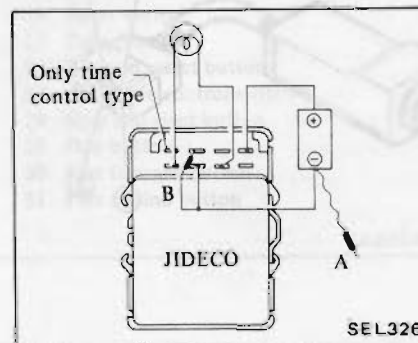 Only time
control type
+
−
B
JIDECO
A
SEL326